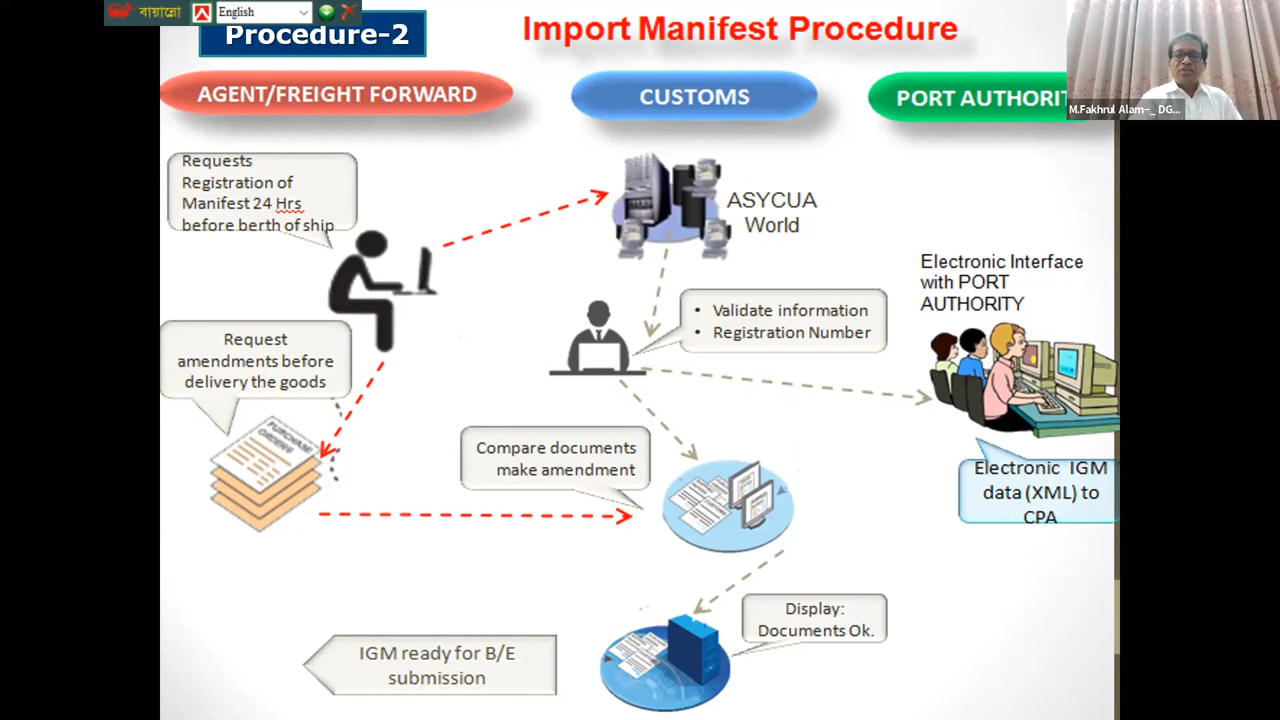 বায়ান্নো
English
Procedure-2
Import Manifest Procedure
AGENT/FREIGHT FORWARD
CUSTOMS
PORT AUTHORIT
M.Fakhrul Alam-_ DG...
Requests
Registration of
Manifest 24 Hrs
before berth of ship
ASYCUA
World
Electronic Interface
with PORT
AUTHORITY
• Validate information
• Registration Number
Request
amendments before
delivery the goods
PURCHASE
ORDERS
Compare documents
make amendment
Electronic IGM
data (XML) to
CPA
Display:
Documents Ok.
IGM ready for B/E
submission